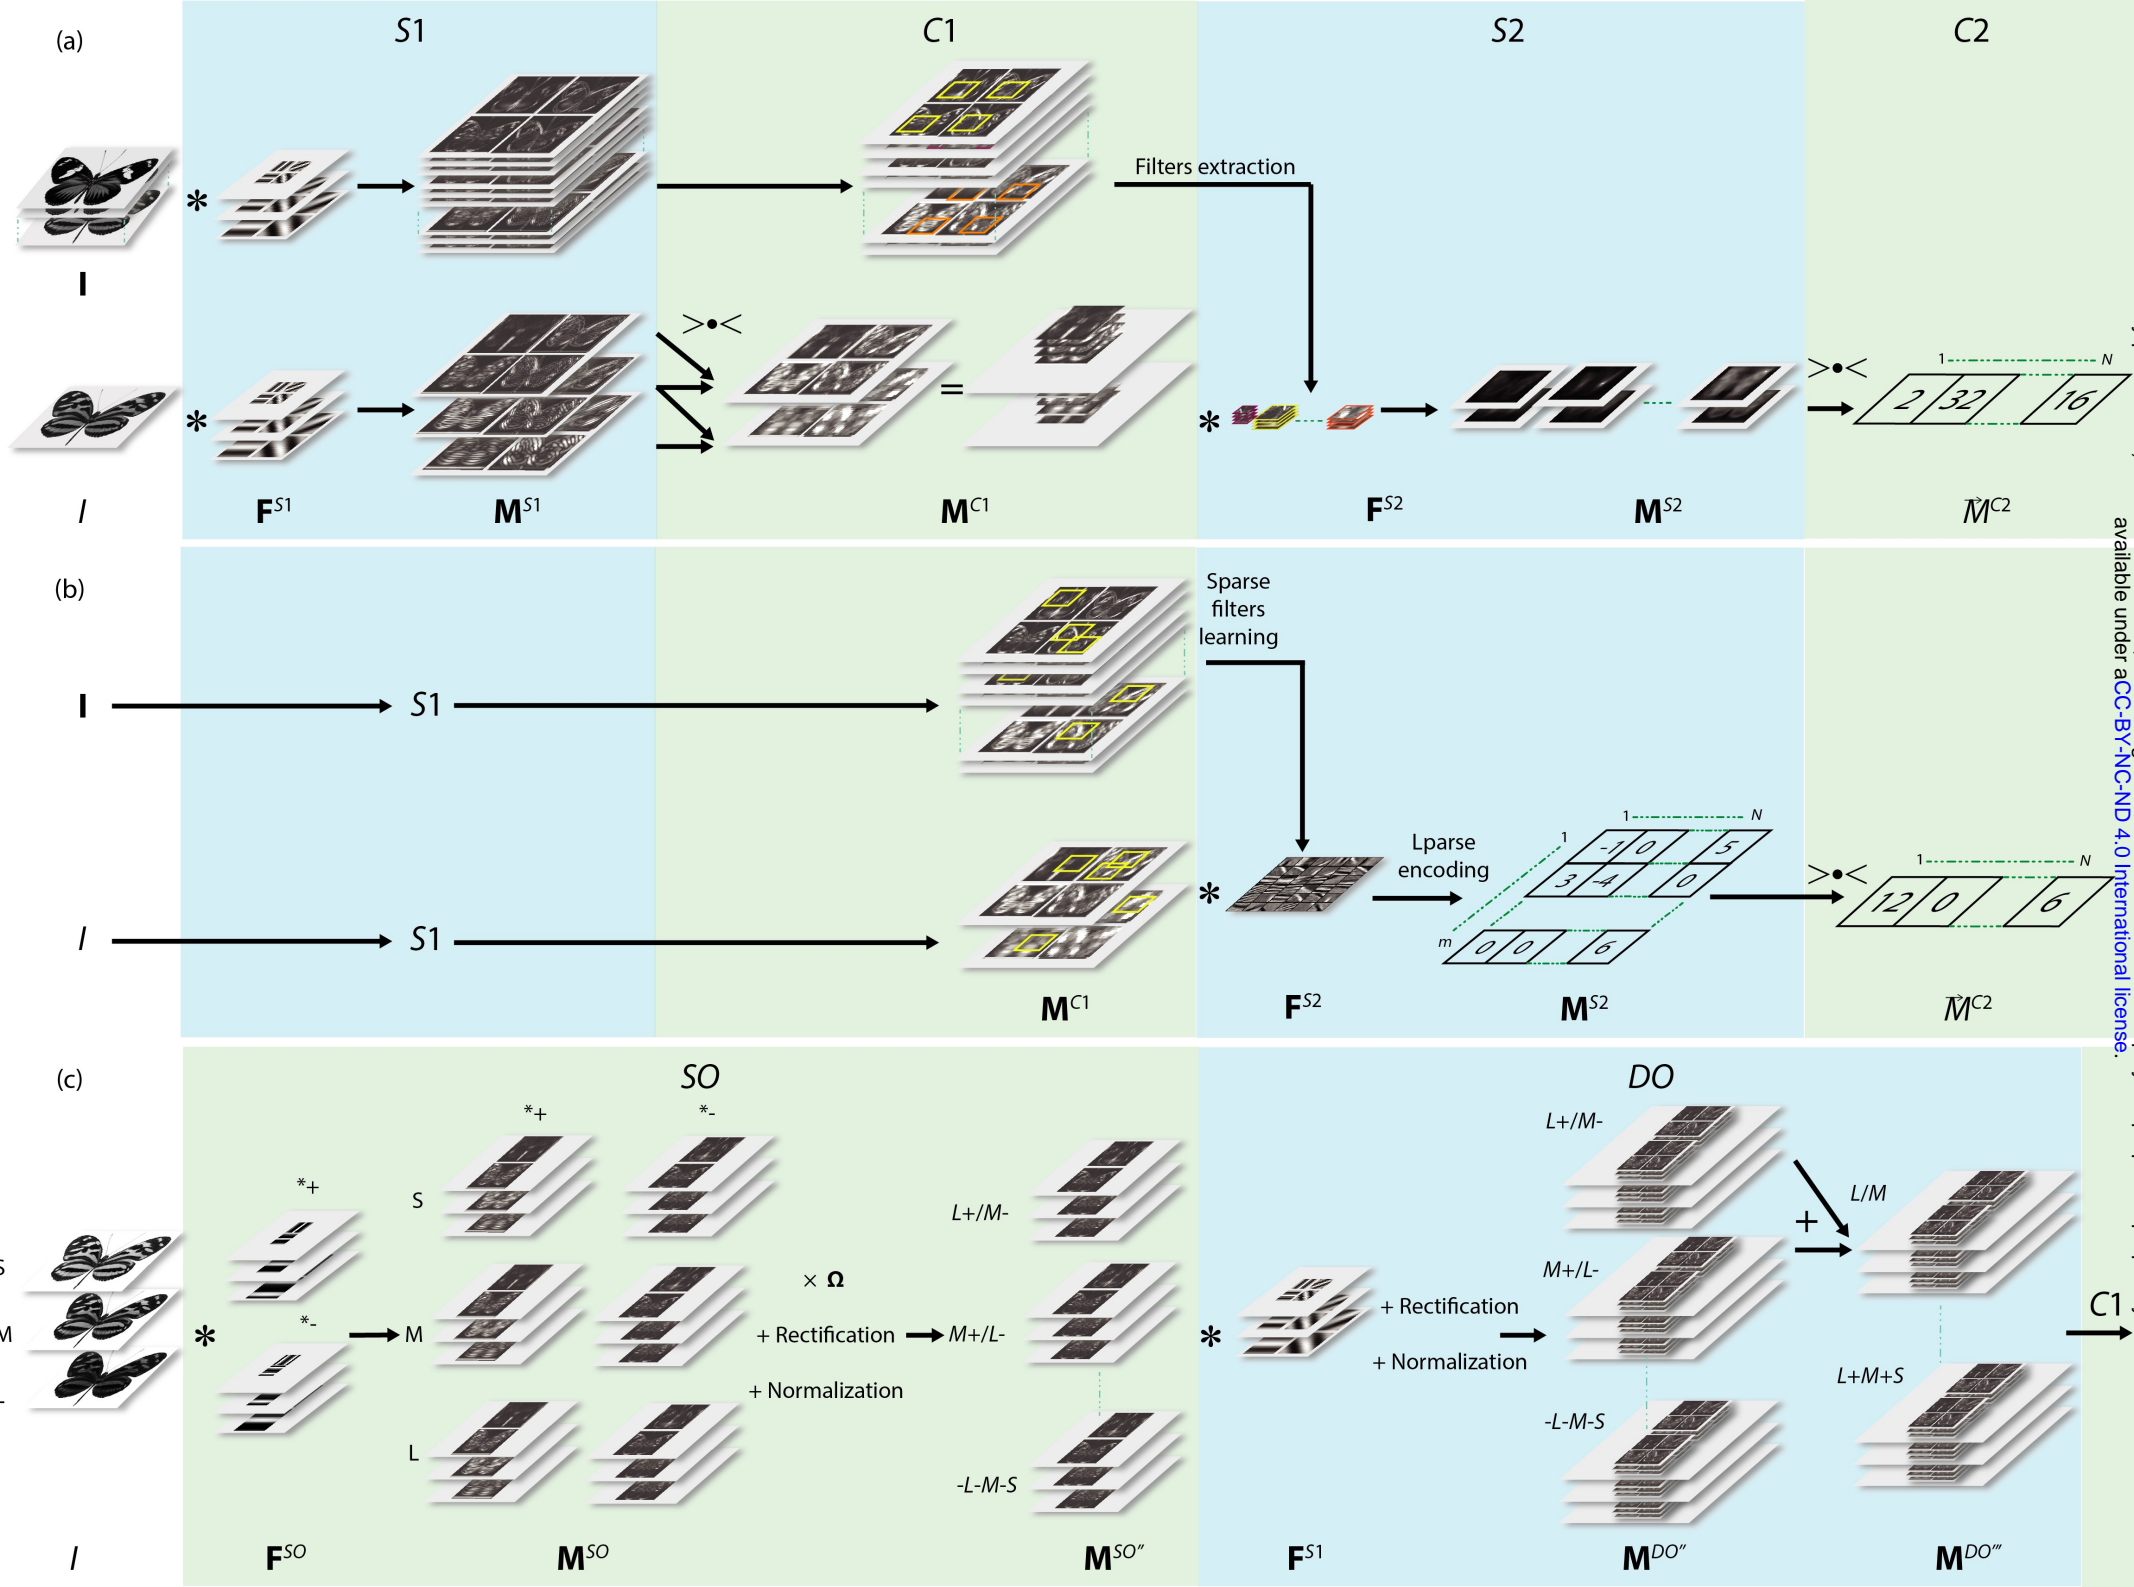 (a)
S1
C1
S2
C2
*
Filters extraction
I
>•<
*
=
*
>•<
1
N
2 32 16
I
F^S1
M^S1
M^C1
F^S2
M^S2
M^C2
(b)
Sparse
filters
learning
I
S1
Lparse
encoding
1
N
1
-1 0 5
3 -4 0
m
0 0 6
*
>•<
1
N
12 0 6
I
S1
M^C1
F^S2
M^S2
M^C2
available under aCC-BY-NC-ND 4.0 International license.
(c)
SO
DO
*+
*-
*+
*-
S
M
L
S
M
*
× Ω
+ Rectification
+ Normalization
L+/M-
M+/L-
-L-M-S
*
+ Rectification
+ Normalization
L+/M-
M+/L-
-L-M-S
+
L/M
L+M+S
C1
I
F^SO
M^SO
M^SO″
F^S1
M^DO″
M^DO‴